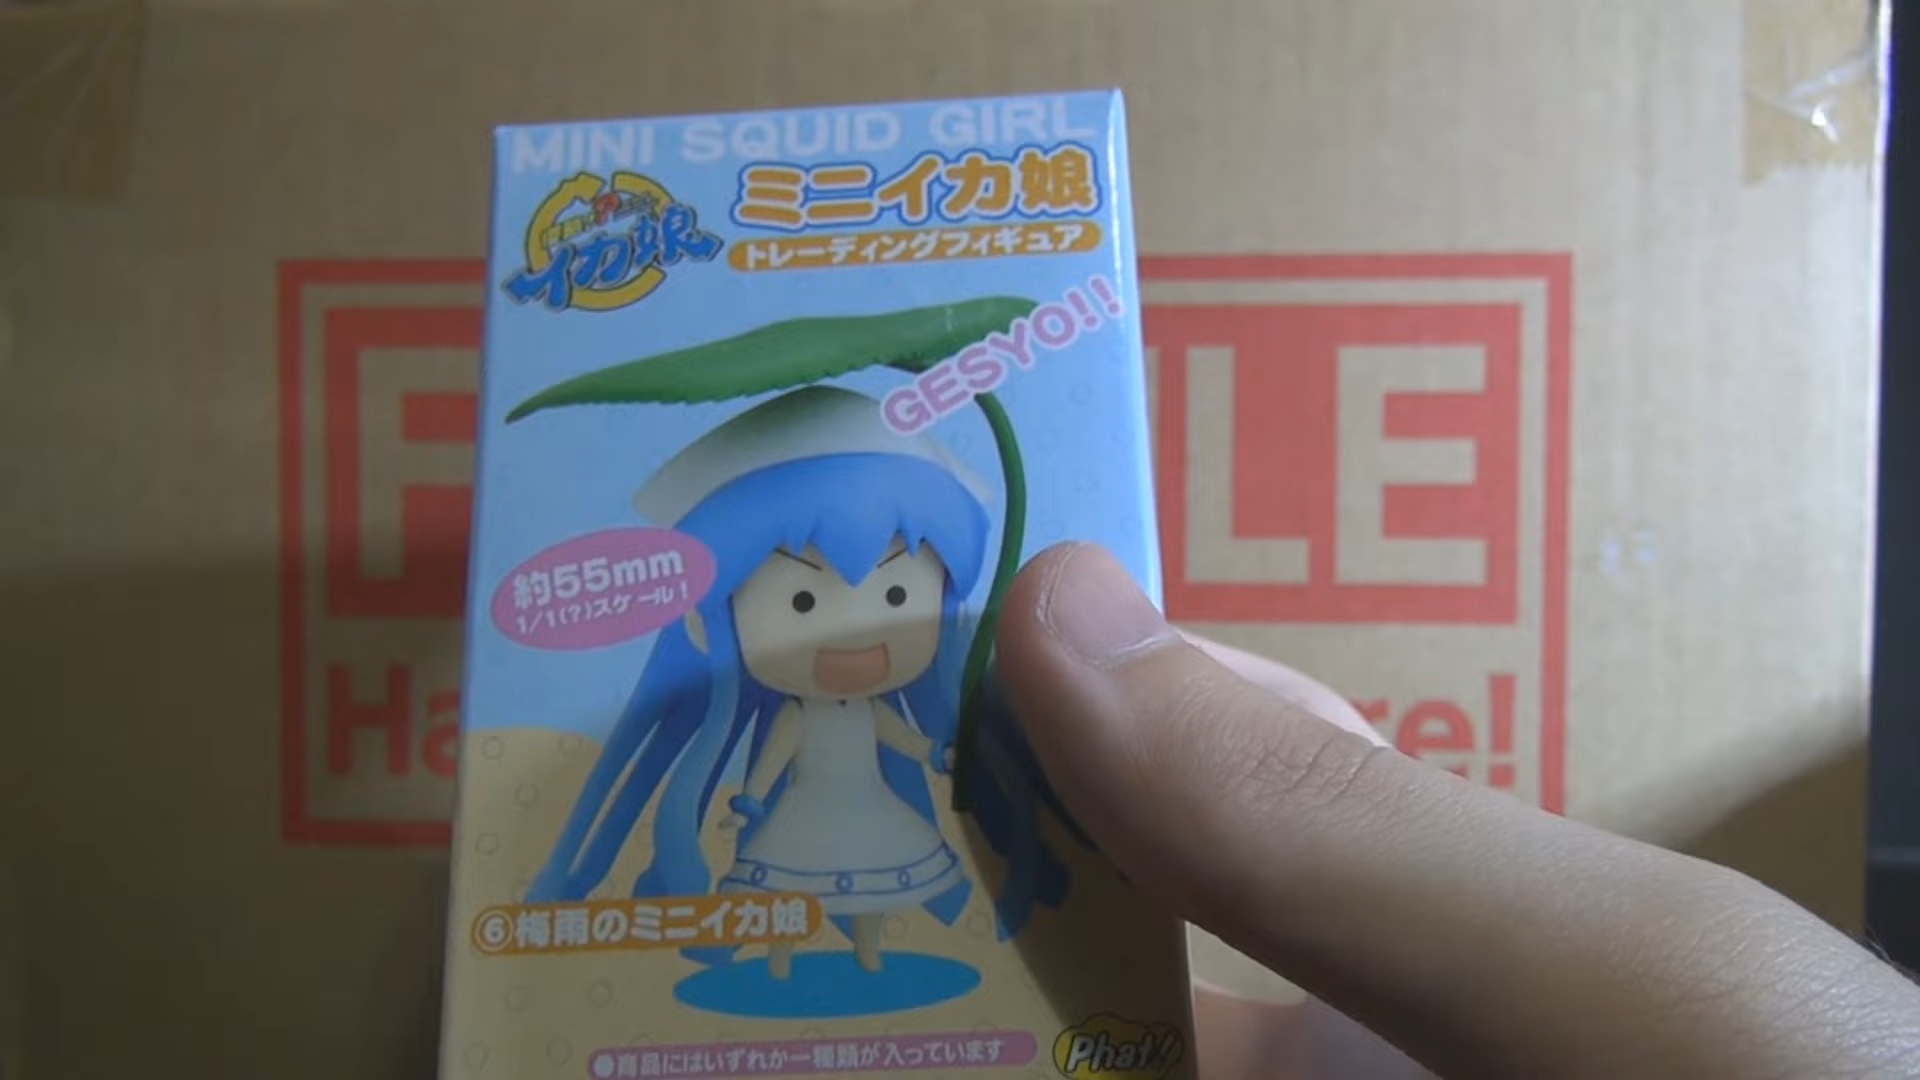 MINI SQUID GIRL
ミニイカ娘
イカ娘
トレーディングフィギュア
GESYO!!
約55mm
1/1(?)スケール!
⑥梅雨のミニイカ娘
●商品にはいずれか一種類が入っています
Phat!